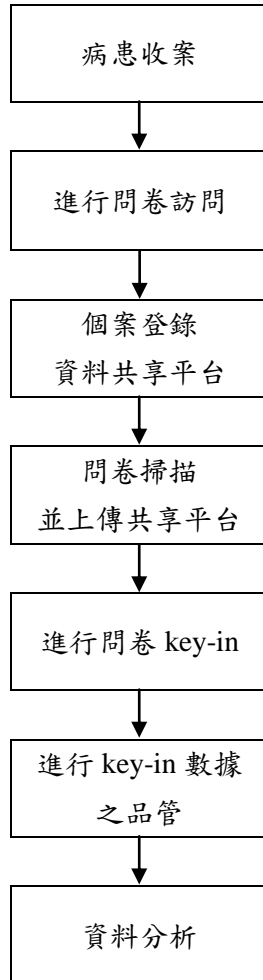 病患收案
進行問卷訪問
個案登錄
資料共享平台
問卷掃描
並上傳共享平台
進行問卷 key-in
進行 key-in 數據
之品管
資料分析